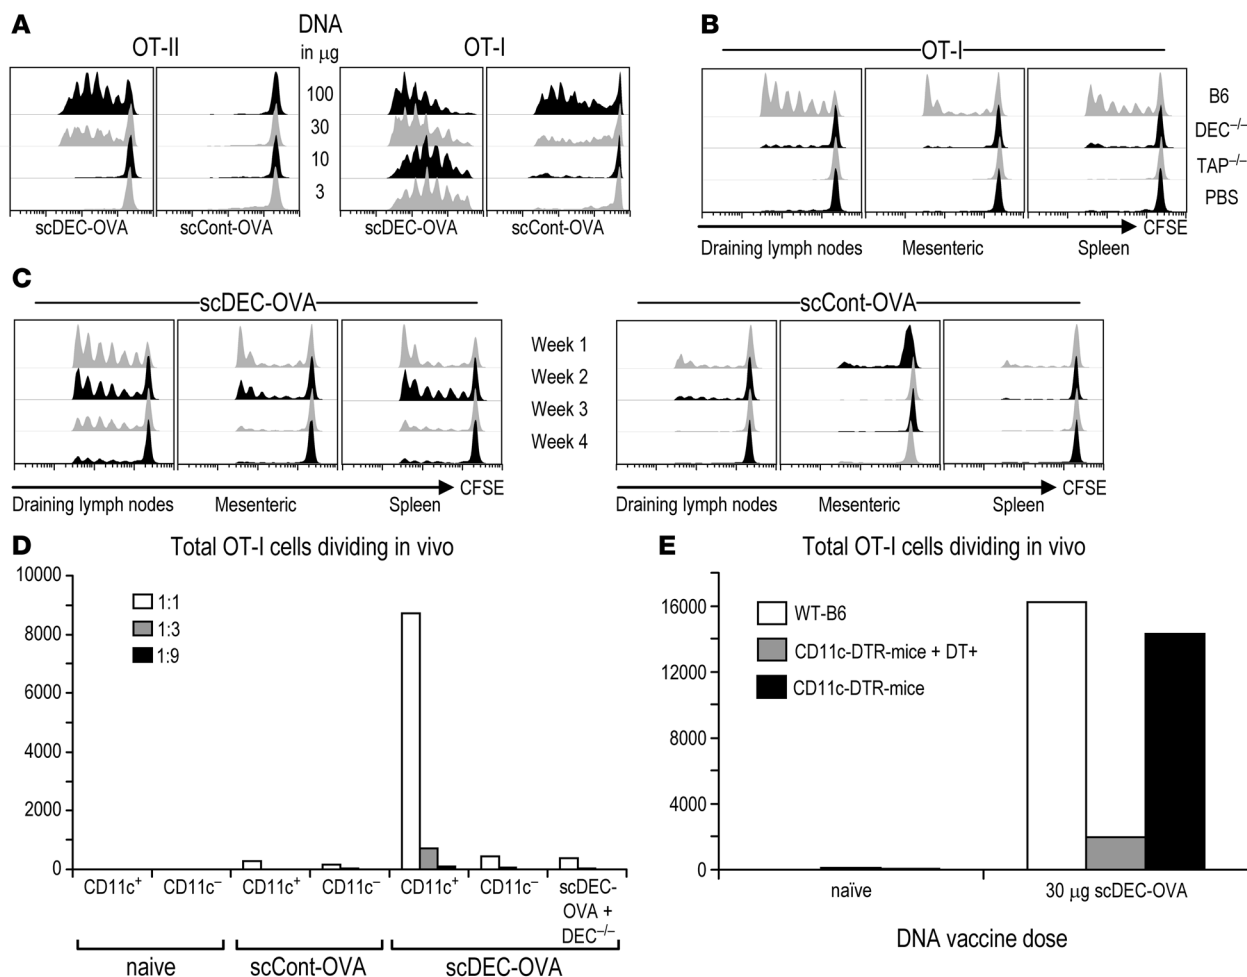 A
OT-II
DNA
in µg
OT-I
100
30
10
3
scDEC-OVA
scCont-OVA
scDEC-OVA
scCont-OVA
B
OT-I
B6
DEC–/–
TAP–/–
PBS
CFSE
Draining lymph nodes
Mesenteric
Spleen
C
scDEC-OVA
scCont-OVA
Week 1
Week 2
Week 3
Week 4
CFSE
Draining lymph nodes
Mesenteric
Spleen
CFSE
Draining lymph nodes
Mesenteric
Spleen
D
Total OT-I cells dividing in vivo
10000
8000
6000
4000
2000
0
1:1
1:3
1:9
CD11c+
CD11c–
CD11c+
CD11c–
CD11c+
CD11c–
scDEC-
OVA +
DEC–/–
naive
scCont-OVA
scDEC-OVA
E
Total OT-I cells dividing in vivo
16000
12000
8000
4000
0
WT-B6
CD11c-DTR-mice + DT+
CD11c-DTR-mice
naïve
30 µg scDEC-OVA
DNA vaccine dose